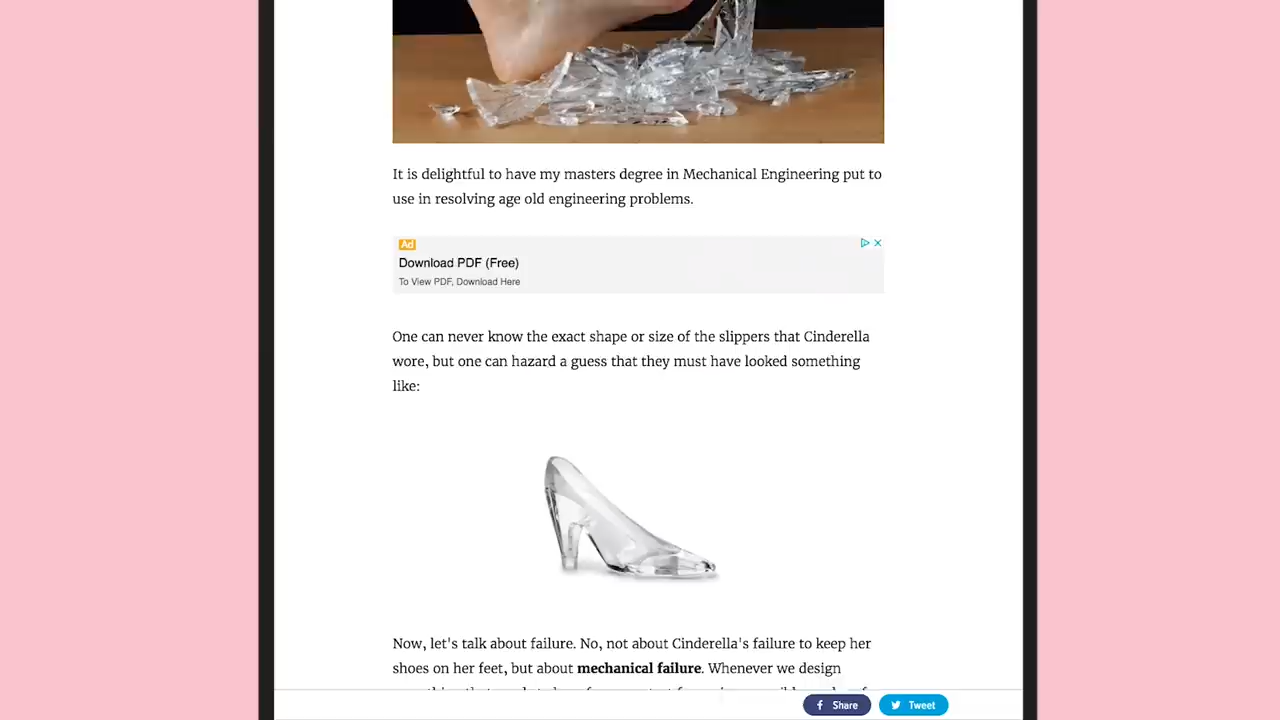 It is delightful to have my masters degree in Mechanical Engineering put to
use in resolving age old engineering problems.
Ad
Download PDF (Free)
To View PDF, Download Here
One can never know the exact shape or size of the slippers that Cinderella
wore, but one can hazard a guess that they must have looked something
like:
Now, let's talk about failure. No, not about Cinderella's failure to keep her
shoes on her feet, but about mechanical failure. Whenever we design
Share
Tweet